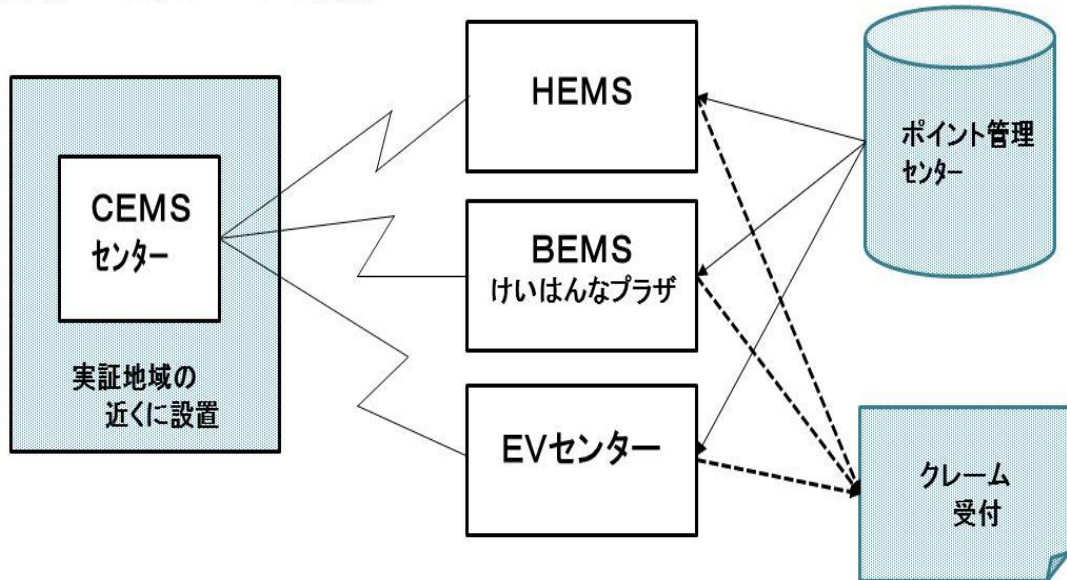 CEMS
センター
実証地域の
近くに設置
HEMS
BEMS
けいはんなプラザ
EVセンター
ポイント管理
センター
クレーム
受付